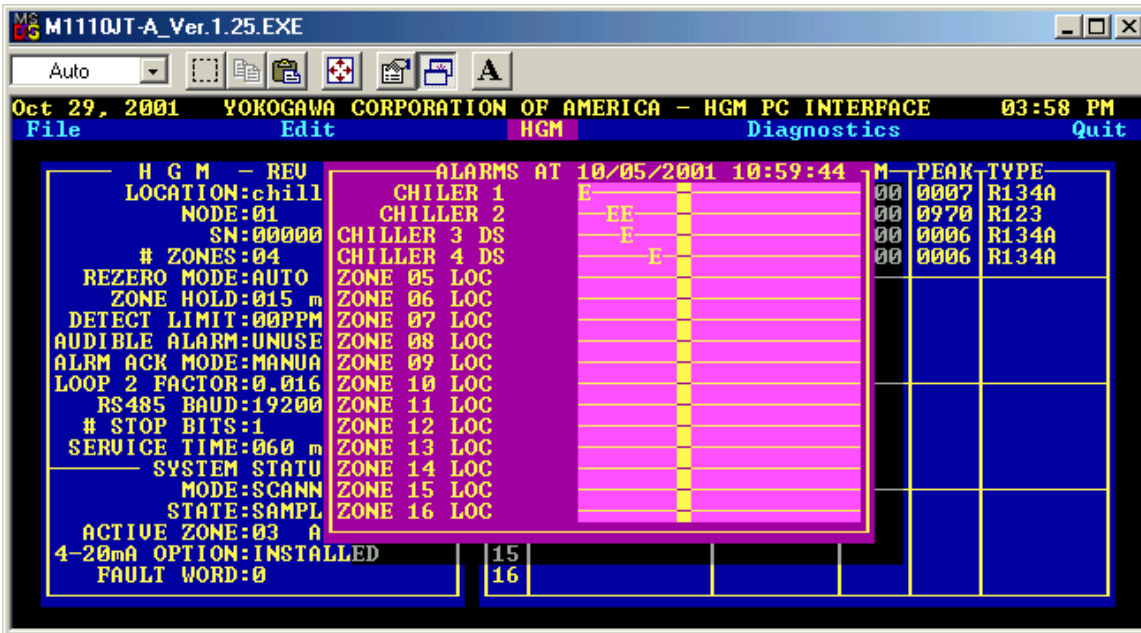 M1110JT-A_Ver.1.25.EXE
Auto
A
Oct 29, 2001 YOKOGAWA CORPORATION OF AMERICA - HGM PC INTERFACE 03:58 PM
File Edit HGM Diagnostics Quit
H G M - REV
LOCATION:chill
NODE:01
SN:00000
# ZONES:04
REZERO MODE:AUTO
ZONE HOLD:015 m
DETECT LIMIT:00PPM
AUDIBLE ALARM:UNUSE
ALRM ACK MODE:MANUA
LOOP 2 FACTOR:0.016
RS485 BAUD:19200
# STOP BITS:1
SERVICE TIME:060 m
SYSTEM STATU
MODE:SCANN
STATE:SAMPL
ACTIVE ZONE:03 A
4-20mA OPTION:INSTALLED
FAULT WORD:0
ALARMS AT 10/05/2001 10:59:44
CHILER 1 E
CHILLER 2 EE
CHILLER 3 DS E
CHILLER 4 DS E
ZONE 05 LOC
ZONE 06 LOC
ZONE 07 LOC
ZONE 08 LOC
ZONE 09 LOC
ZONE 10 LOC
ZONE 11 LOC
ZONE 12 LOC
ZONE 13 LOC
ZONE 14 LOC
ZONE 15 LOC
ZONE 16 LOC
M PEAK TYPE
00 0007 R134A
00 0970 R123
00 0006 R134A
00 0006 R134A
15
16